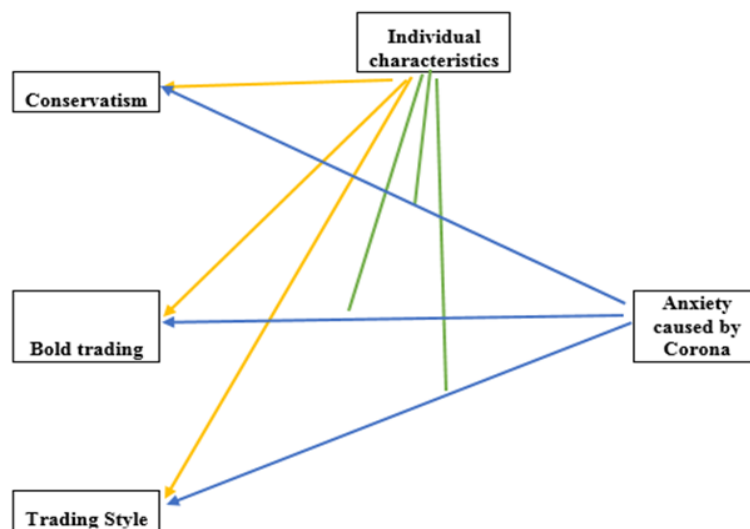 Individual
characteristics
Conservatism
Bold trading
Anxiety
caused by
Corona
Trading Style